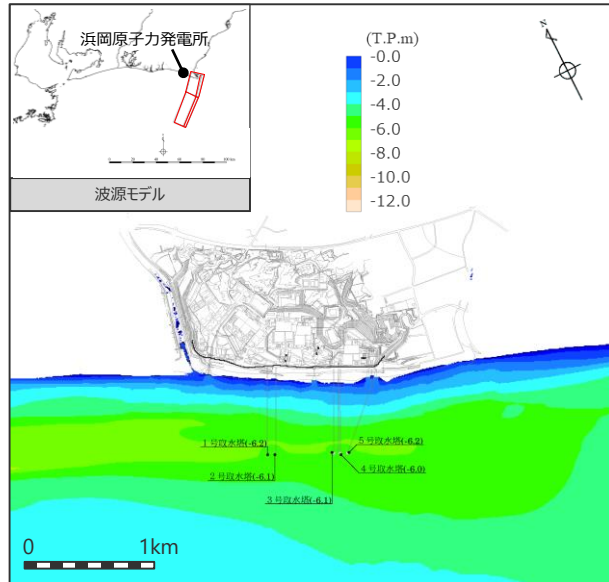 浜岡原子力発電所
波源モデル
(T.P.m)
-0.0
-2.0
-4.0
-6.0
-8.0
-10.0
-12.0
N
1号取水塔(-6.2)
2号取水塔(-6.1)
3号取水塔(-6.1)
5号取水塔(-6.2)
4号取水塔(-6.0)
0 1km